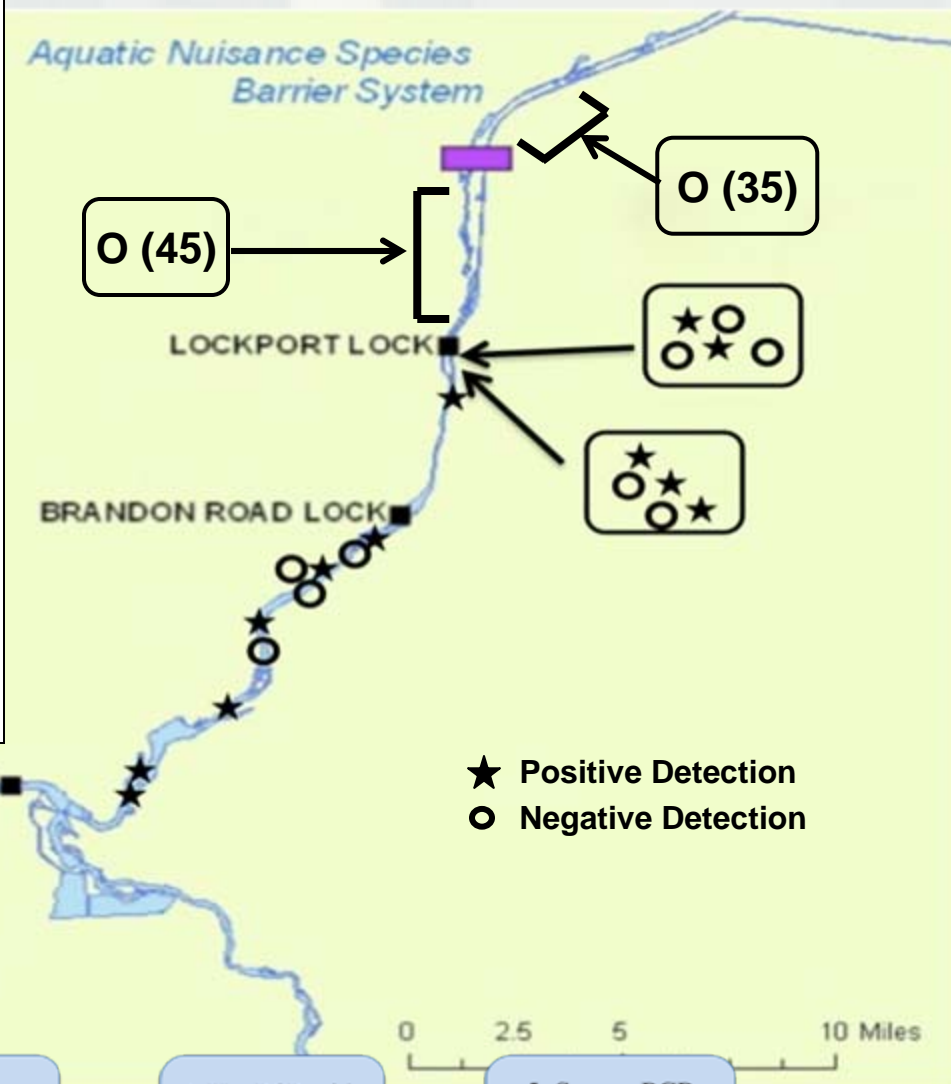 Aquatic Nuisance Species
Barrier System
O (35)
O (45)
LOCKPORT LOCK
BRANDON ROAD LOCK
Positive Detection
Negative Detection
0 2.5 5 10 Miles